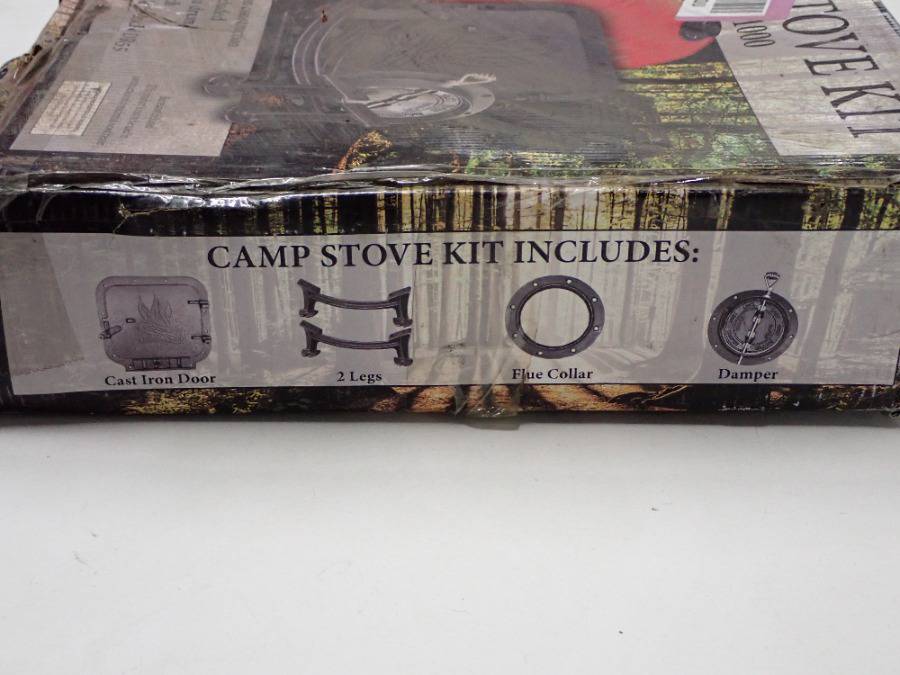 STOVE KIT
1000
CAMP STOVE KIT INCLUDES:
Cast Iron Door
2 Legs
Flue Collar
Damper